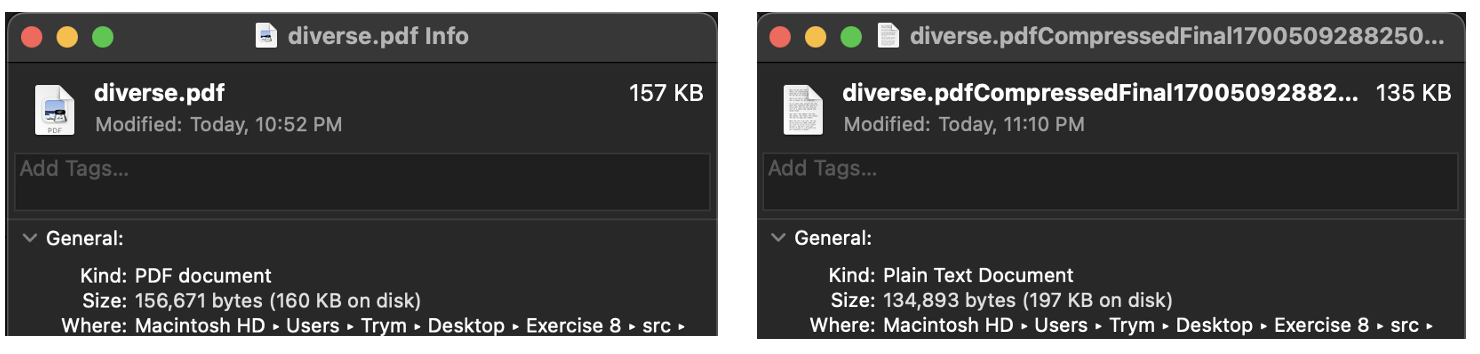 diverse.pdf Info
PDF
diverse.pdf 157 KB
Modified: Today, 10:52 PM
Add Tags...
General:
Kind: PDF document
Size: 156,671 bytes (160 KB on disk)
Where: Macintosh HD ▸ Users ▸ Trym ▸ Desktop ▸ Exercise 8 ▸ src ▸
diverse.pdfCompressedFinal1700509288250...
diverse.pdfCompressedFinal17005092882... 135 KB
Modified: Today, 11:10 PM
Add Tags...
General:
Kind: Plain Text Document
Size: 134,893 bytes (197 KB on disk)
Where: Macintosh HD ▸ Users ▸ Trym ▸ Desktop ▸ Exercise 8 ▸ src ▸